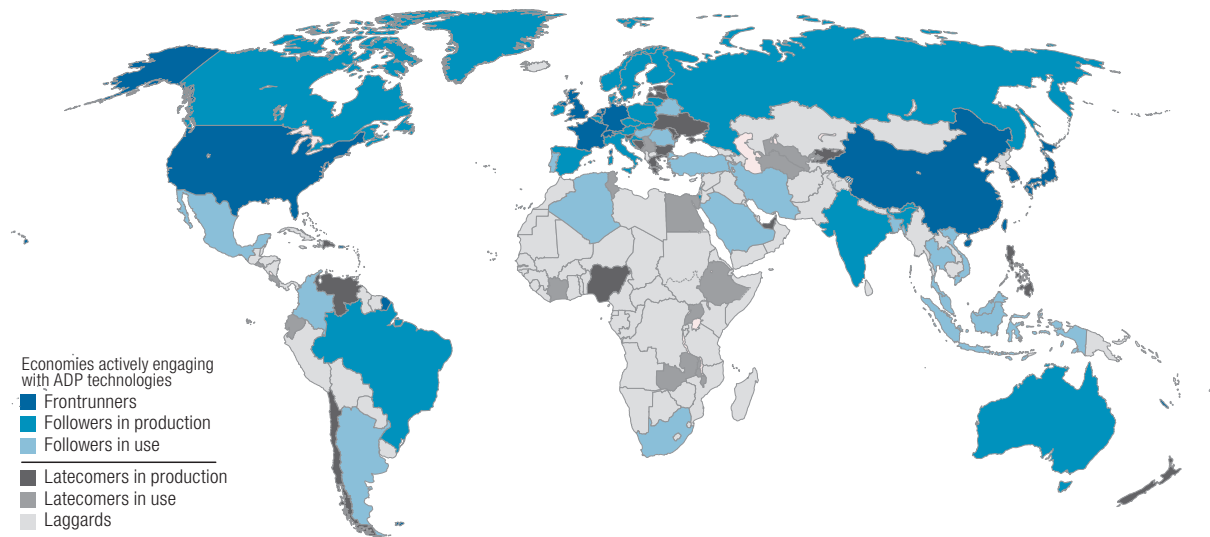 Economies actively engaging
with ADP technologies
Frontrunners
Followers in production
Followers in use
Latecomers in production
Latecomers in use
Laggards